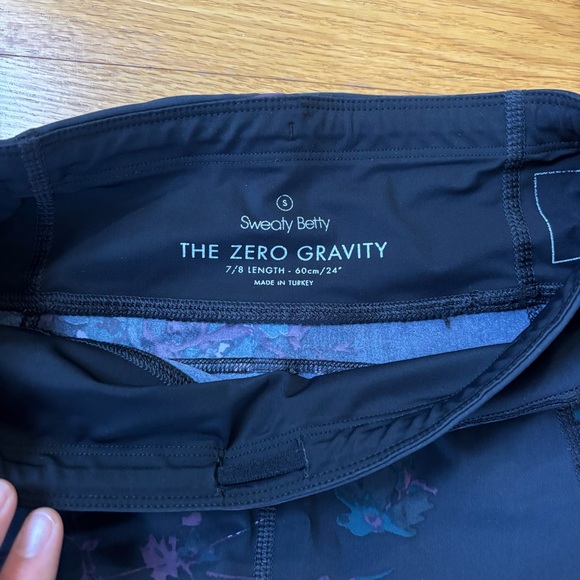 S
Sweaty Betty
THE ZERO GRAVITY
7/8 LENGTH - 60cm/24"
MADE IN TURKEY